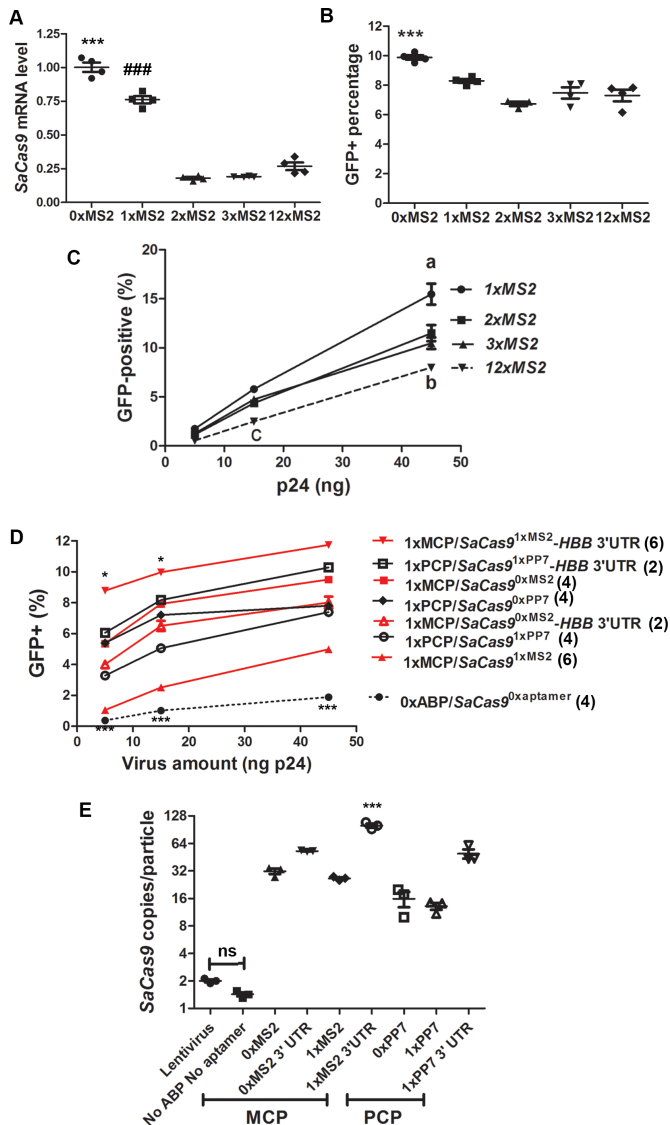 A
***
###
SaCas9 mRNA level
1.00
0.75
0.50
0.25
0.00
0xMS2 1xMS2 2xMS2 3xMS2 12xMS2
B
***
GFP+ percentage
12
10
8
6
4
2
0
0xMS2 1xMS2 2xMS2 3xMS2 12xMS2
C
GFP-positive (%)
20
15
10
5
0
a
b
c
1xMS2
2xMS2
3xMS2
12xMS2
0 10 20 30 40 50
p24 (ng)
D
GFP+ (%)
12
10
8
6
4
2
0
* *
*** *** ***
0 10 20 30 40 50
Virus amount (ng p24)
1xMCP/SaCas9 1xMS2-HBB 3'UTR (6)
1xPCP/SaCas9 1xPP7-HBB 3'UTR (2)
1xMCP/SaCas9 0xMS2 (4)
1xPCP/SaCas9 0xPP7 (4)
1xMCP/SaCas9 0xMS2-HBB 3'UTR (2)
1xPCP/SaCas9 1xPP7 (4)
1xMCP/SaCas9 1xMS2 (6)
0xABP/SaCas9 0xaptamer (4)
E
SaCas9 copies/particle
128
64
32
16
8
4
2
1
ns
***
Lentivirus
No ABP No aptamer
0xMS2
0xMS2 3'UTR
1xMS2
1xMS2 3'UTR
0xPP7
1xPP7
1xPP7 3'UTR
MCP PCP